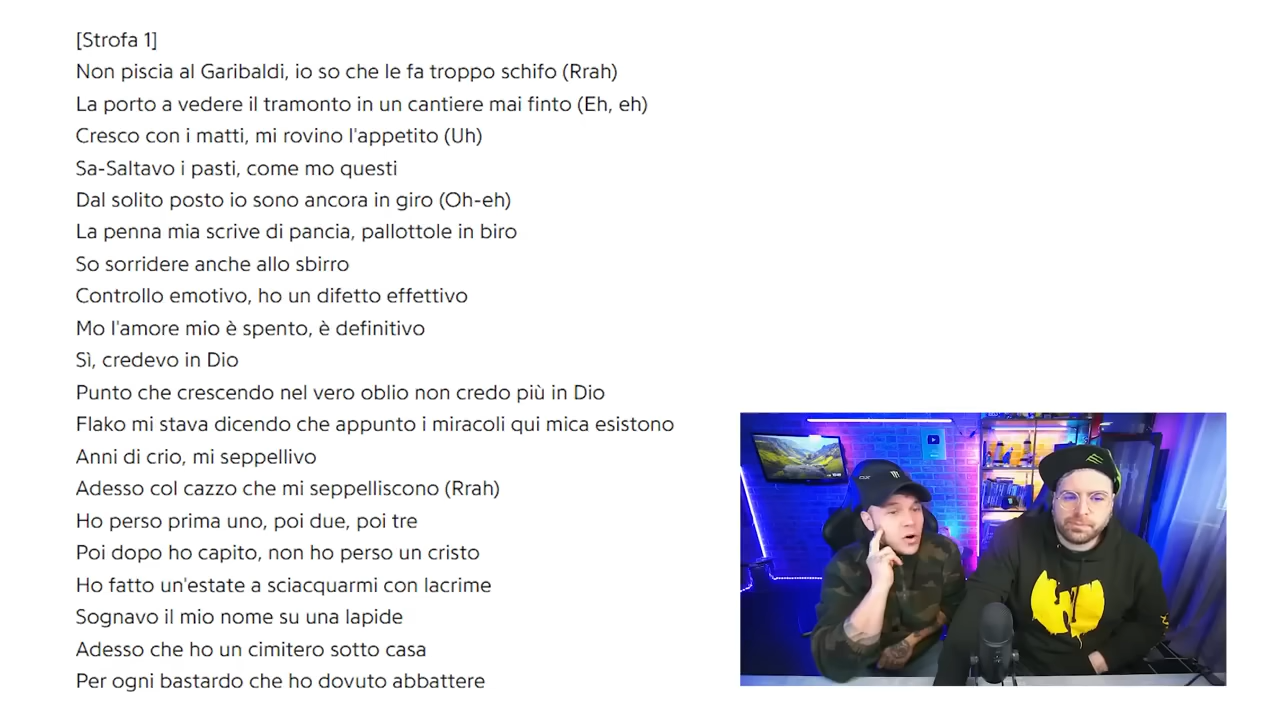 [Strofa 1]
Non piscia al Garibaldi, io so che le fa troppo schifo (Rrah)
La porto a vedere il tramonto in un cantiere mai finto (Eh, eh)
Cresco con i matti, mi rovino l'appetito (Uh)
Sa-Saltavo i pasti, come mo questi
Dal solito posto io sono ancora in giro (Oh-eh)
La penna mia scrive di pancia, pallottole in biro
So sorridere anche allo sbirro
Controllo emotivo, ho un difetto effettivo
Mo l'amore mio è spento, è definitivo
Sì, credevo in Dio
Punto che crescendo nel vero oblio non credo più in Dio
Flako mi stava dicendo che appunto i miracoli qui mica esistono
Anni di crio, mi seppellivo
Adesso col cazzo che mi seppelliscono (Rrah)
Ho perso prima uno, poi due, poi tre
Poi dopo ho capito, non ho perso un cristo
Ho fatto un'estate a sciacquarmi con lacrime
Sognavo il mio nome su una lapide
Adesso che ho un cimitero sotto casa
Per ogni bastardo che ho dovuto abbattere